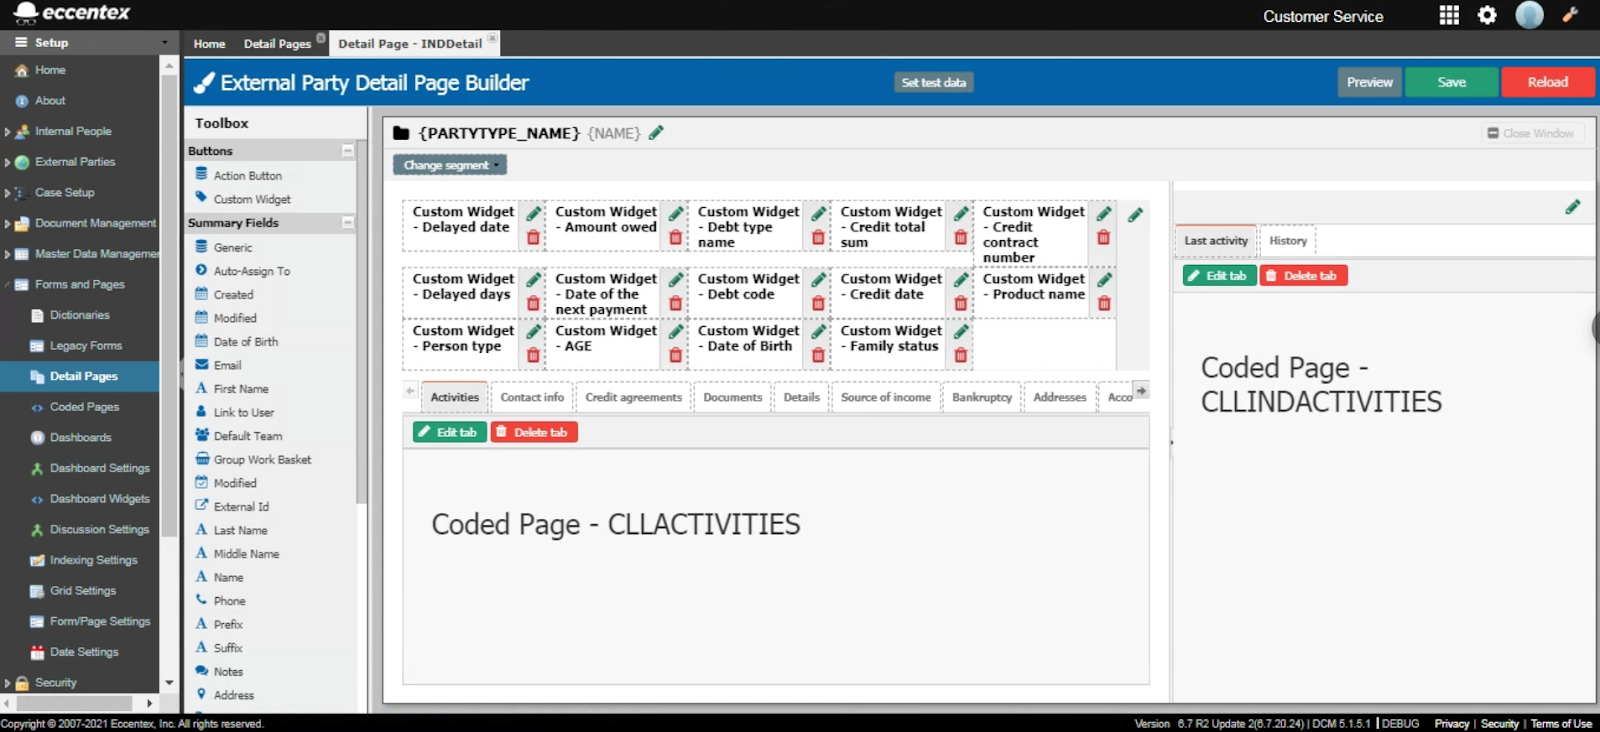 eccentex
Customer Service
Setup
Home
Detail Pages
Detail Page - INDDetail
Home
About
Internal People
External Parties
Case Setup
Document Management
Master Data Managemen
Forms and Pages
Dictionaries
Legacy Forms
Detail Pages
Coded Pages
Dashboards
Dashboard Settings
Dashboard Widgets
Discussion Settings
Indexing Settings
Grid Settings
Form/Page Settings
Date Settings
Security
External Party Detail Page Builder
Set test data
Preview
Save
Reload
Toolbox
Buttons
Action Button
Custom Widget
Summary Fields
Generic
Auto-Assign To
Created
Modified
Date of Birth
Email
First Name
Link to User
Default Team
Group Work Basket
Modified
External Id
Last Name
Middle Name
Name
Phone
Prefix
Suffix
Notes
Address
{PARTYTYPE_NAME} {NAME}
Close Window
Change segment
Custom Widget
- Delayed date
Custom Widget
- Amount owed
Custom Widget
- Debt type
name
Custom Widget
- Credit total
sum
Custom Widget
- Credit
contract
number
Custom Widget
- Delayed days
Custom Widget
- Date of the
next payment
Custom Widget
- Debt code
Custom Widget
- Credit date
Custom Widget
- Product name
Custom Widget
- Person type
Custom Widget
- AGE
Custom Widget
- Date of Birth
Custom Widget
- Family status
Activities
Contact info
Credit agreements
Documents
Details
Source of income
Bankruptcy
Addresses
Acco
Edit tab
Delete tab
Coded Page - CLLACTIVITIES
Last activity
History
Edit tab
Delete tab
Coded Page -
CLLINDACTIVITIES
Copyright © 2007-2021 Eccentex, Inc. All rights reserved.
Version 6.7 R2 Update 2(6.7.20.24) | DCM 5.1.5.1 | DEBUG Privacy | Security | Terms of Use